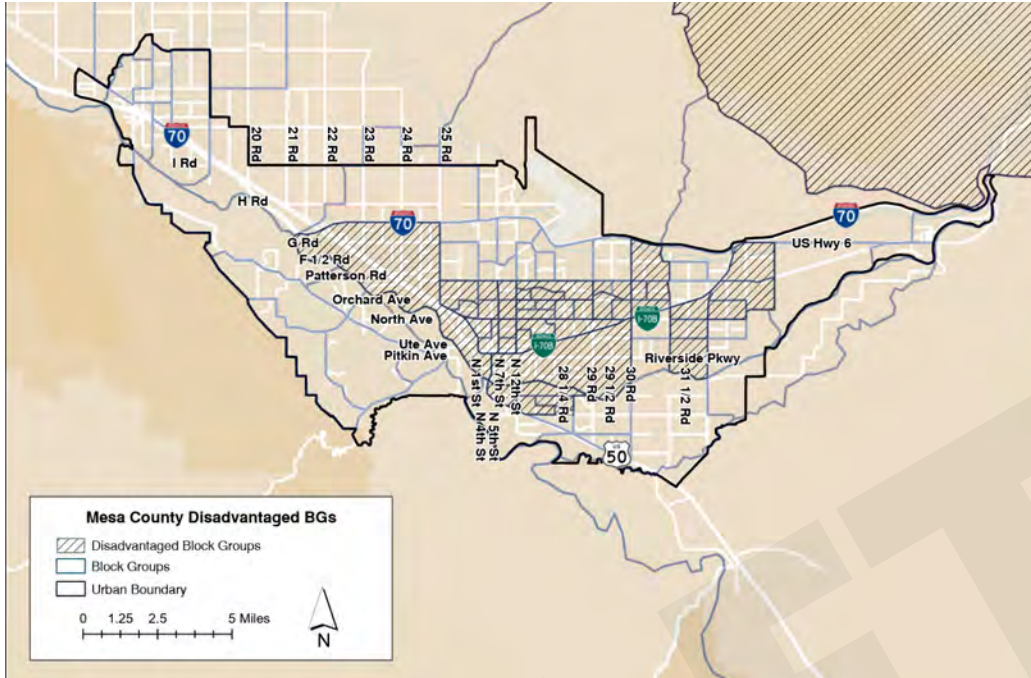 20 Rd
21 Rd
22 Rd
23 Rd
24 Rd
25 Rd
70
I Rd
H Rd
70
70
G Rd
US Hwy 6
F 1/2 Rd
Patterson Rd
Orchard Ave
North Ave
I-70B
I-70B
Ute Ave
Pitkin Ave
Riverside Pkwy
N 1st St
N 4th St
N 5th St
N 7th St
N 12th St
28 1/4 Rd
29 Rd
29 1/2 Rd
30 Rd
31 1/2 Rd
US
50
Mesa County Disadvantaged BGs
Disadvantaged Block Groups
Block Groups
Urban Boundary
0 1.25 2.5 5 Miles
N